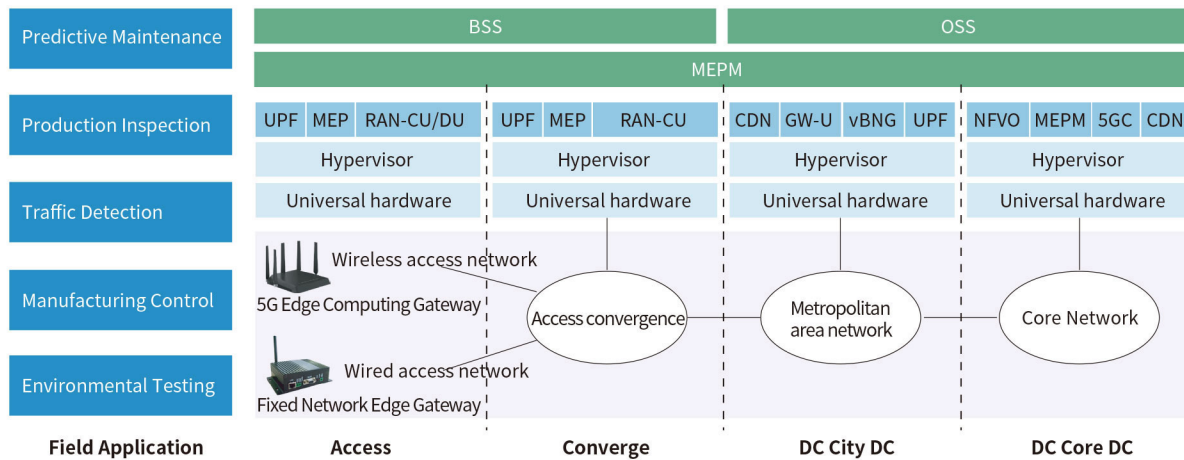 Predictive Maintenance
Production Inspection
Traffic Detection
Manufacturing Control
Environmental Testing
Field Application
BSS
OSS
MEPM
UPF MEP RAN-CU/DU
Hypervisor
Universal hardware
UPF MEP RAN-CU
Hypervisor
Universal hardware
CDN GW-U vBNG UPF
Hypervisor
Universal hardware
NFVO MEPM 5GC CDN
Hypervisor
Universal hardware
Wireless access network
5G Edge Computing Gateway
Wired access network
Fixed Network Edge Gateway
Access convergence
Metropolitan
area network
Core Network
Access
Converge
DC City DC
DC Core DC